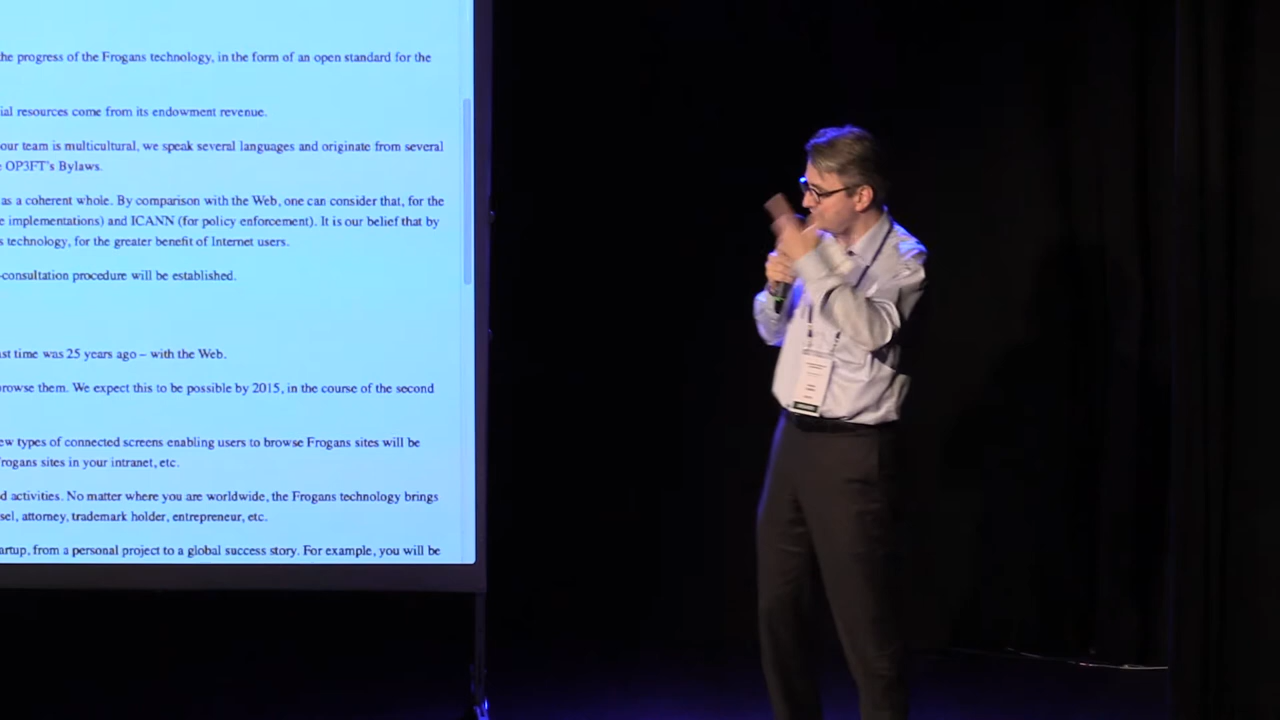 he progress of the Frogans technology, in the form of an open standard for the
ial resources come from its endowment revenue.
our team is multicultural, we speak several languages and originate from several
OP3FT's Bylaws.
as a coherent whole. By comparison with the Web, one can consider that, for the
e implementations) and ICANN (for policy enforcement). It is our belief that by
s technology, for the greater benefit of Internet users.
-consultation procedure will be established.
ast time was 25 years ago – with the Web.
rowse them. We expect this to be possible by 2015, in the course of the second
ew types of connected screens enabling users to browse Frogans sites will be
rogans sites in your intranet, etc.
d activities. No matter where you are worldwide, the Frogans technology brings
sel, attorney, trademark holder, entrepreneur, etc.
artup, from a personal project to a global success story. For example, you will be